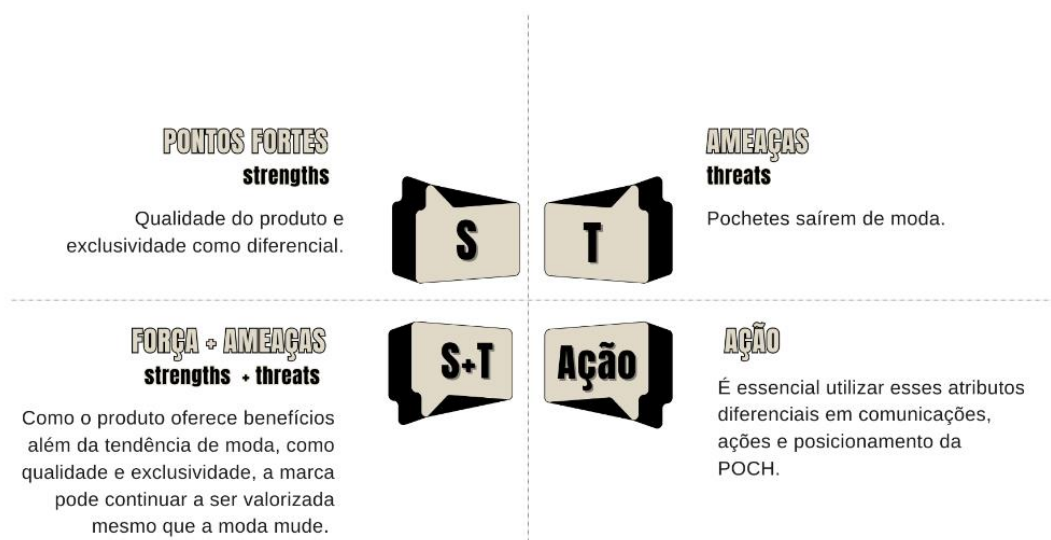 PONTOS FORTES
strengths
Qualidade do produto e
exclusividade como diferencial.
S
T
AMEAÇAS
threats
Pochetes saírem de moda.
FORÇA + AMEAÇAS
strengths + threats
Como o produto oferece benefícios
além da tendência de moda, como
qualidade e exclusividade, a marca
pode continuar a ser valorizada
mesmo que a moda mude.
S+T
Ação
AÇÃO
É essencial utilizar esses atributos
diferenciais em comunicações,
ações e posicionamento da
POCH.